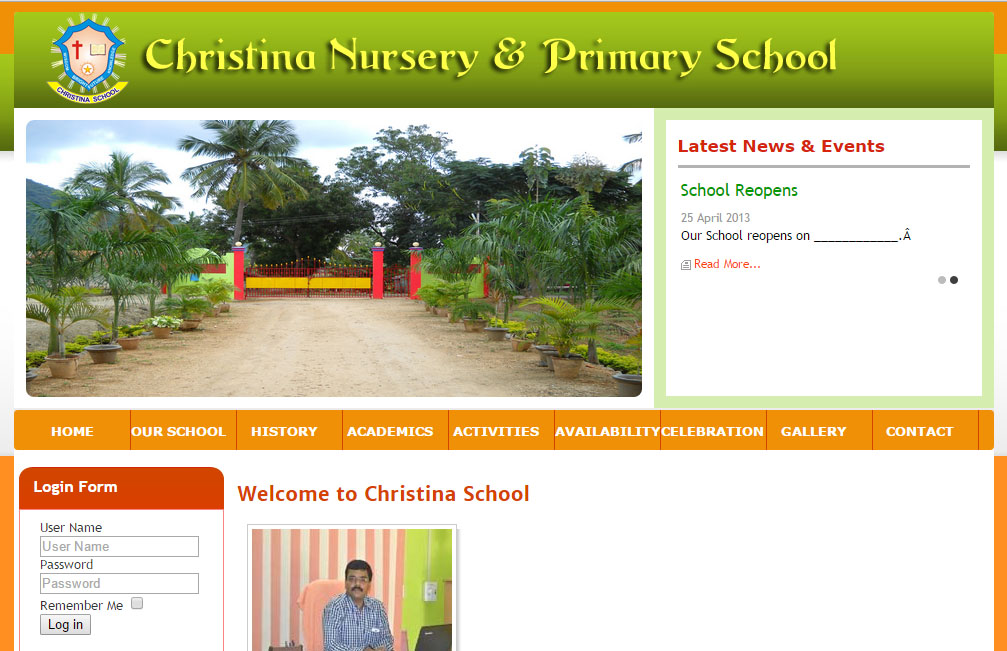 CHRISTINA SCHOOL
Christina Nursery & Primary School
Latest News & Events
School Reopens
25 April 2013
Our School reopens on ____________.Â
Read More...
HOME OUR SCHOOL HISTORY ACADEMICS ACTIVITIES AVAILABILITY CELEBRATION GALLERY CONTACT
Login Form
User Name
User Name
Password
Password
Remember Me
Log in
Welcome to Christina School